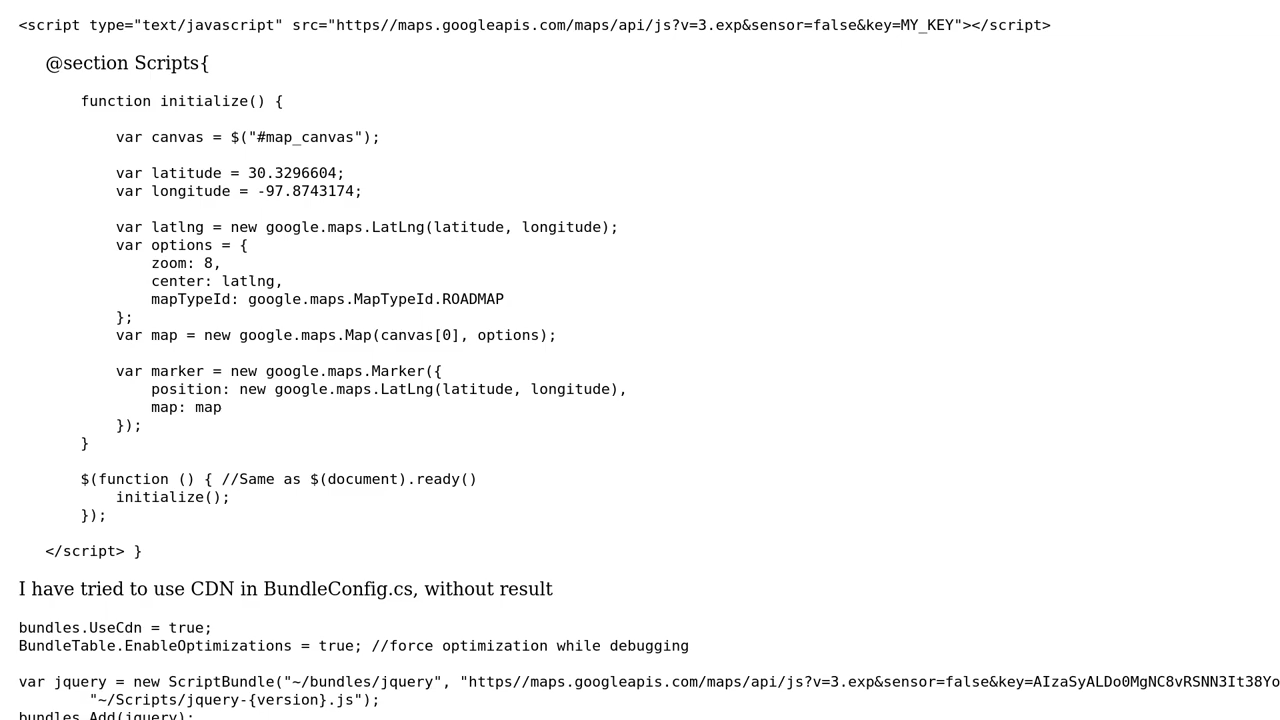 <script type="text/javascript" src="https//maps.googleapis.com/maps/api/js?v=3.exp&sensor=false&key=MY_KEY"></script>
@section Scripts{
function initialize() {
var canvas = $("#map_canvas");
var latitude = 30.3296604;
var longitude = -97.8743174;
var latlng = new google.maps.LatLng(latitude, longitude);
var options = {
zoom: 8,
center: latlng,
mapTypeId: google.maps.MapTypeId.ROADMAP
};
var map = new google.maps.Map(canvas[0], options);
var marker = new google.maps.Marker({
position: new google.maps.LatLng(latitude, longitude),
map: map
});
}
$(function () { //Same as $(document).ready()
initialize();
});
</script> }
I have tried to use CDN in BundleConfig.cs, without result
bundles.UseCdn = true;
BundleTable.EnableOptimizations = true; //force optimization while debugging
var jquery = new ScriptBundle("~/bundles/jquery", "https//maps.googleapis.com/maps/api/js?v=3.exp&sensor=false&key=AIzaSyALDo0MgNC8vRSNN3It38Yo
"~/Scripts/jquery-{version}.js");
bundles.Add(jquery);